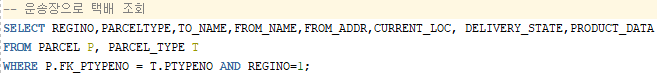 -- 운송장으로 택배 조회
SELECT REGINO,PARCELTYPE,TO_NAME,FROM_NAME,FROM_ADDR,CURRENT_LOC, DELIVERY_STATE,PRODUCT_DATA
FROM PARCEL P, PARCEL_TYPE T
WHERE P.FK_PTYPENO = T.PTYPENO AND REGINO=1;